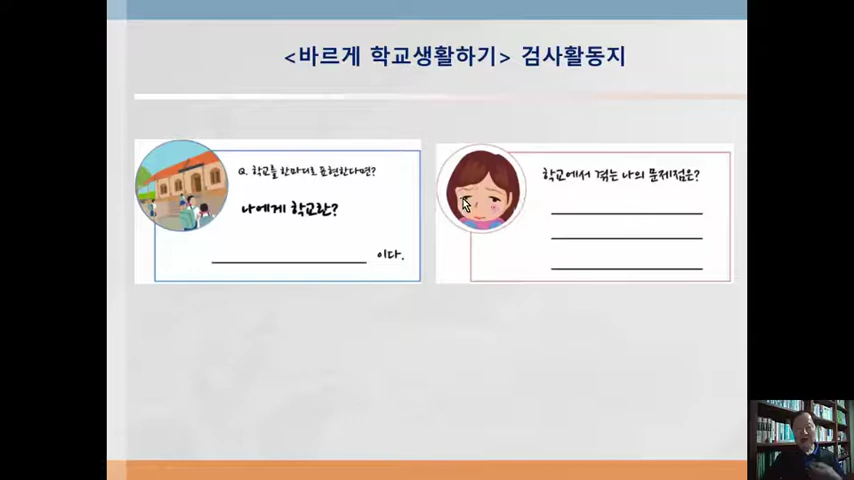 <바르게 학교생활하기> 검사활동지
Q. 학교를 한마디로 표현한다면?
나에게 학교란?
이다.
학교에서 겪는 나의 문제점은?